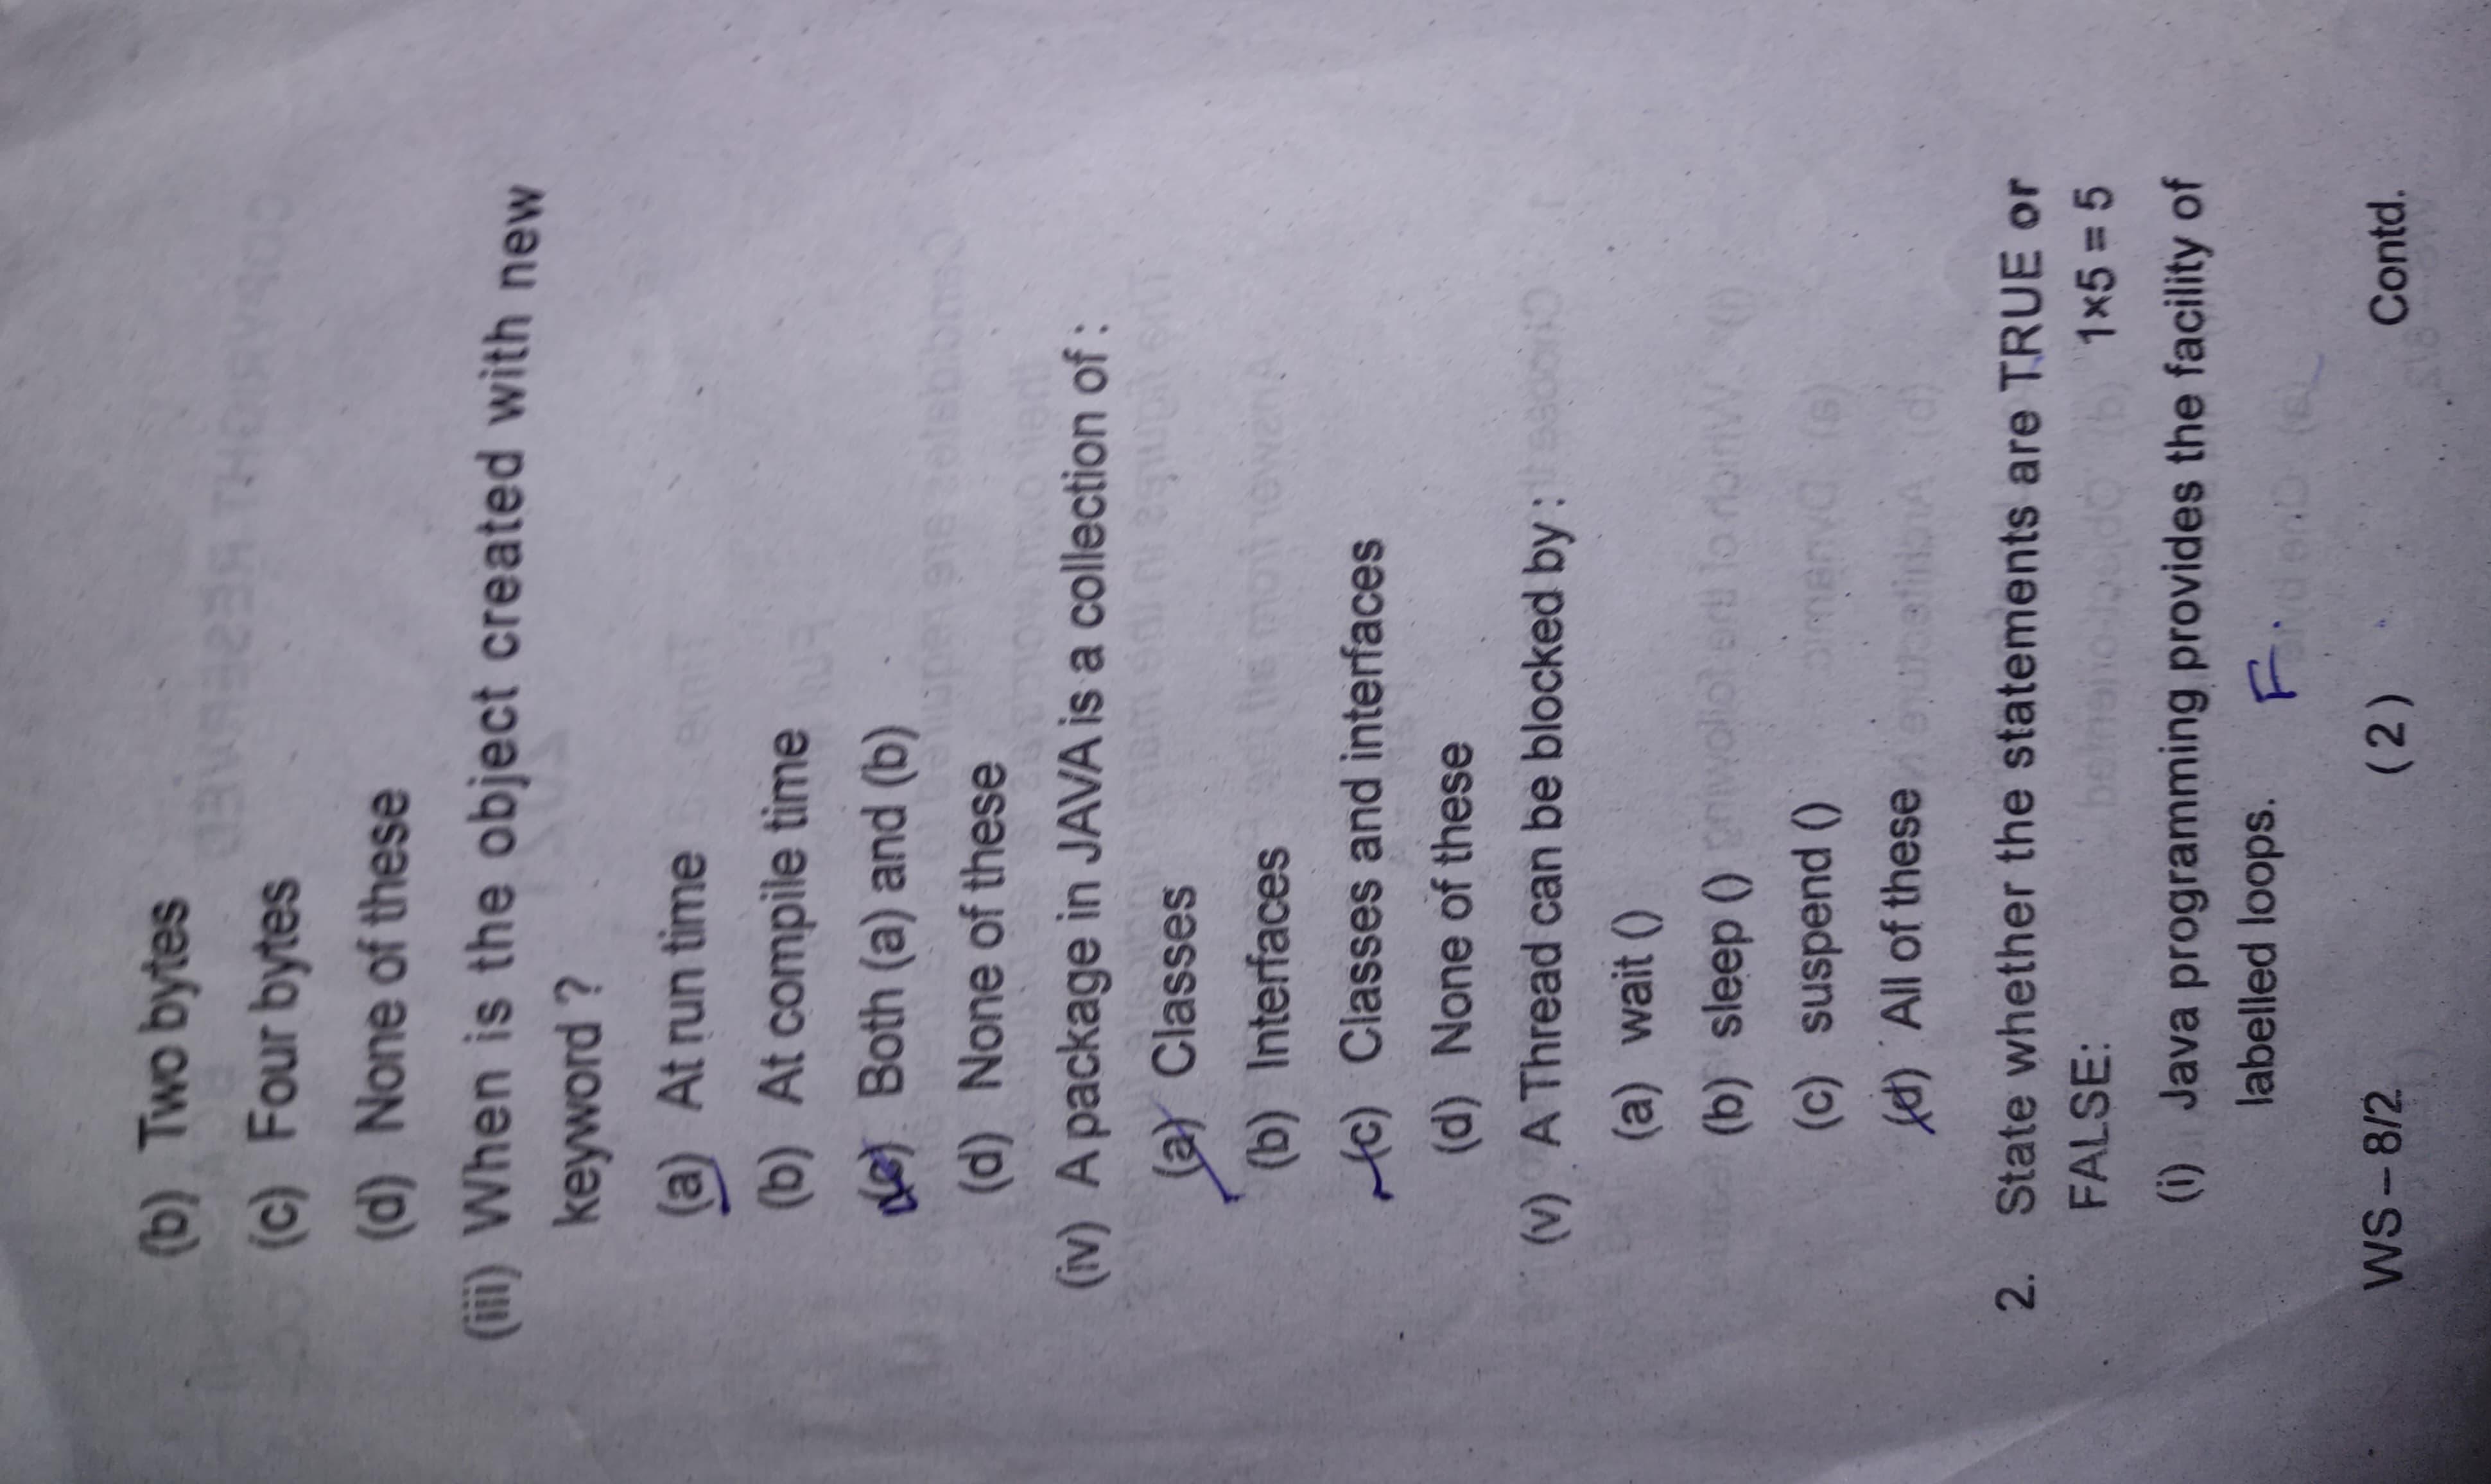 (b) Two bytes
(c) Four bytes
(d) None of these
(iii) When is the object created with new
keyword ?
(a) At run time
(b) At compile time
(c) Both (a) and (b)
(d) None of these
(iv) A package in JAVA is a collection of :
(a) Classes
(b) Interfaces
(c) Classes and interfaces
(d) None of these
(v) A Thread can be blocked by :
(a) wait ()
(b) sleep ()
(c) suspend ()
(d) All of these
2. State whether the statements are TRUE or
FALSE: 1×5 = 5
(i) Java programming provides the facility of
labelled loops. F.
WS – 8/2 (2) Contd.